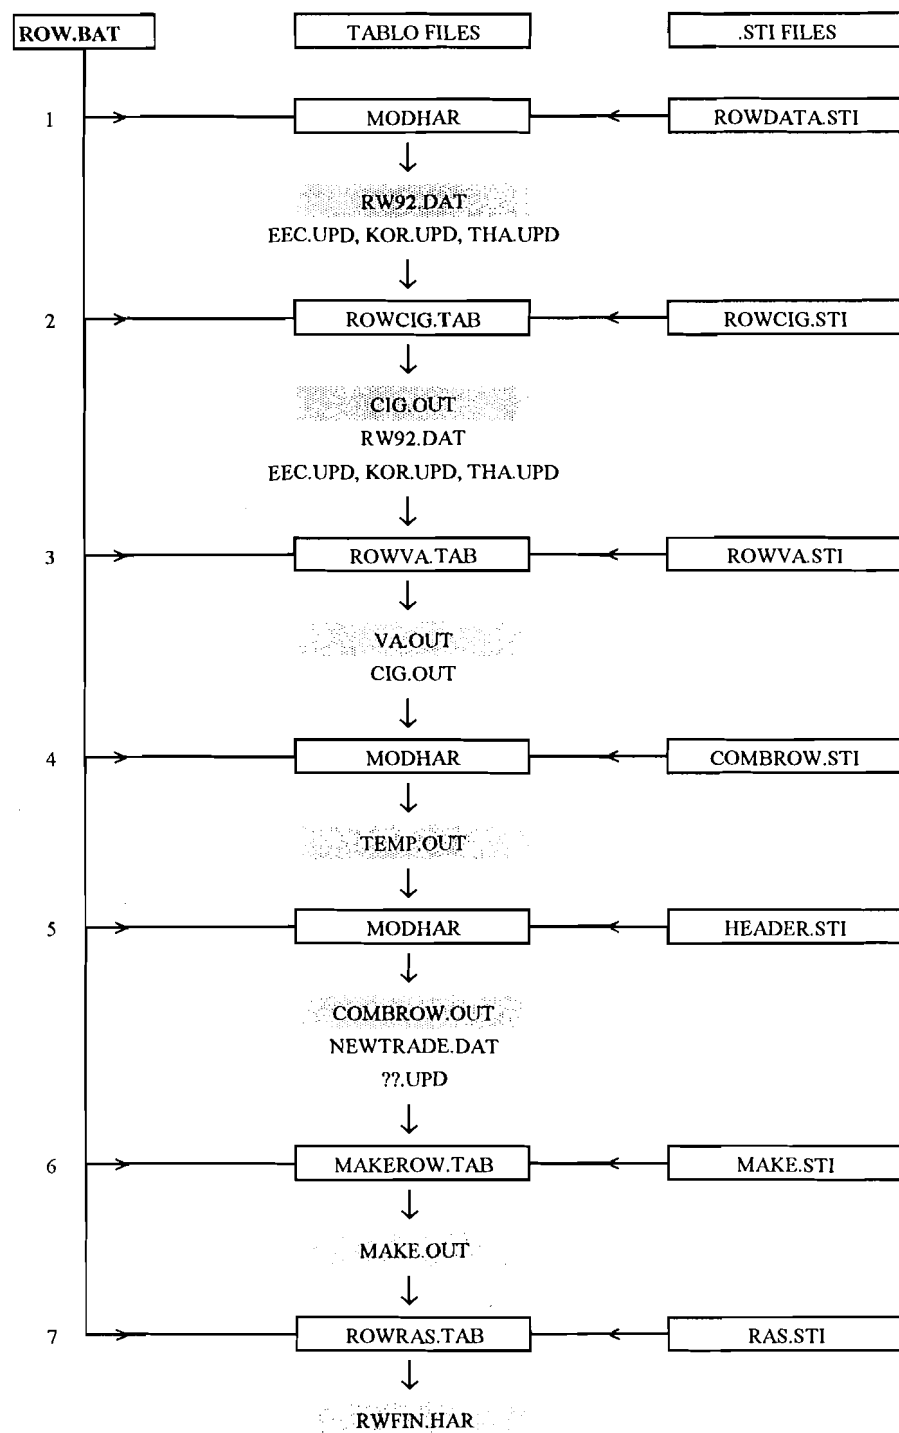 ROW.BAT TABLO FILES .STI FILES
1 MODHAR ROWDATA.STI
RW92.DAT
EEC.UPD, KOR.UPD, THA.UPD
2 ROWCIG.TAB ROWCIG.STI
CIG.OUT
RW92.DAT
EEC.UPD, KOR.UPD, THA.UPD
3 ROWVA.TAB ROWVA.STI
VA.OUT
CIG.OUT
4 MODHAR COMBROW.STI
TEMP.OUT
5 MODHAR HEADER.STI
COMBROW.OUT
NEWTRADE.DAT
??.UPD
6 MAKEROW.TAB MAKE.STI
MAKE.OUT
7 ROWRAS.TAB RAS.STI
RWFIN.HAR